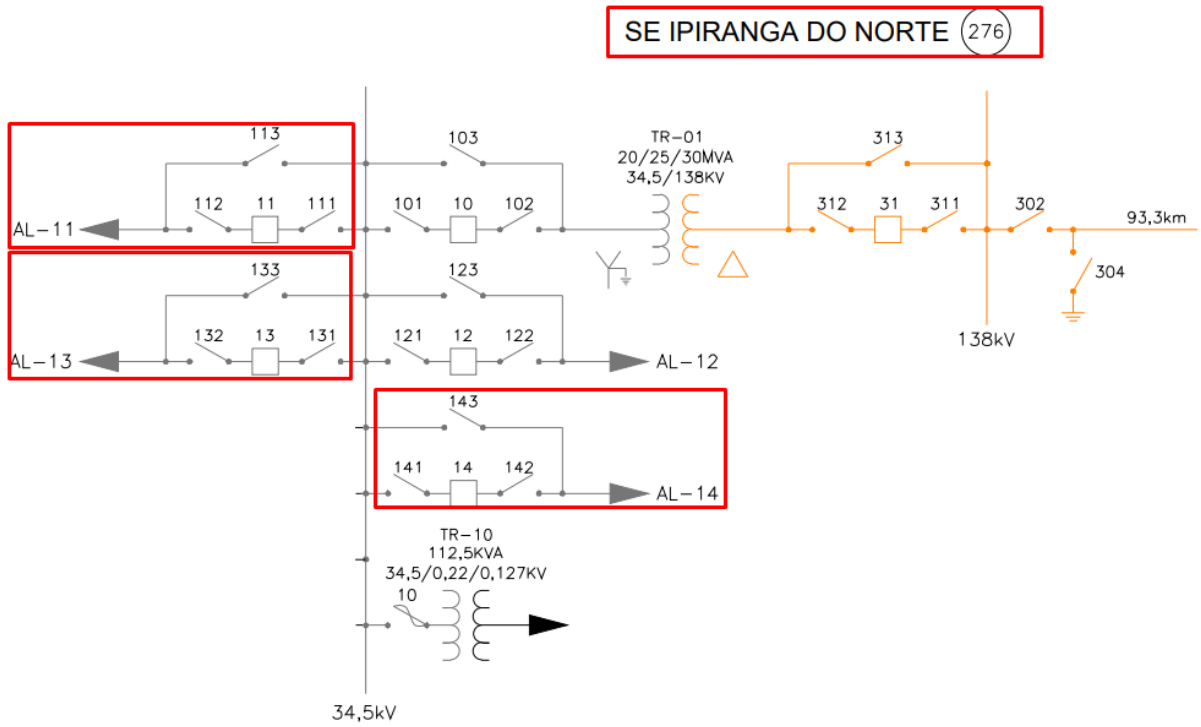 SE IPIRANGA DO NORTE 276
113
103
TR-01
20/25/30MVA
34,5/138KV
313
112 11 111
101 10 102
312 31 311 302
93,3km
AL-11
304
133
123
138kV
132 13 131
121 12 122
AL-13
AL-12
143
141 14 142
AL-14
TR-10
112,5KVA
34,5/0,22/0,127KV
10
34,5kV